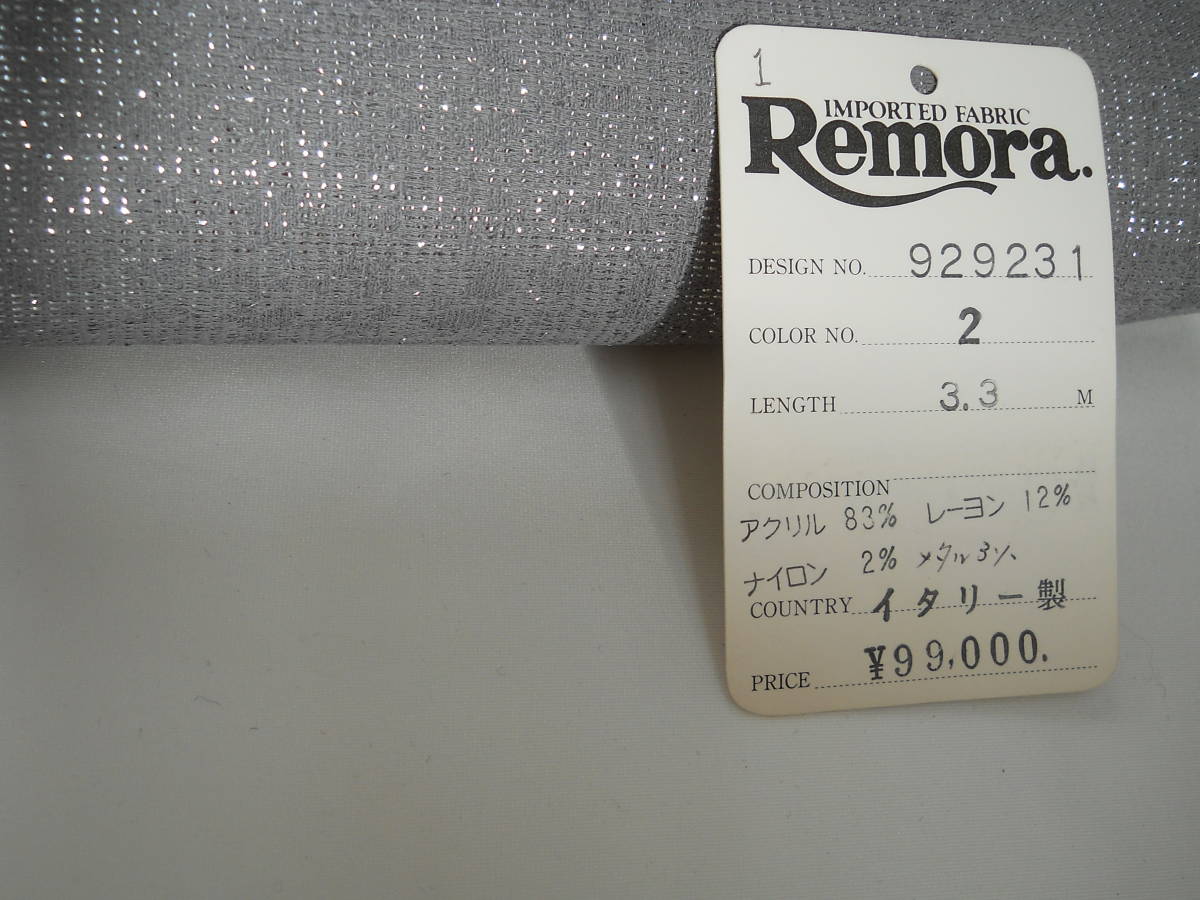 1
IMPORTED FABRIC
Remora.
DESIGN NO. 929231
COLOR NO. 2
LENGTH 3.3 M
COMPOSITION
アクリル 83% レーヨン 12%
ナイロン 2% メタル 3%
COUNTRY イタリー製
PRICE ¥99,000.